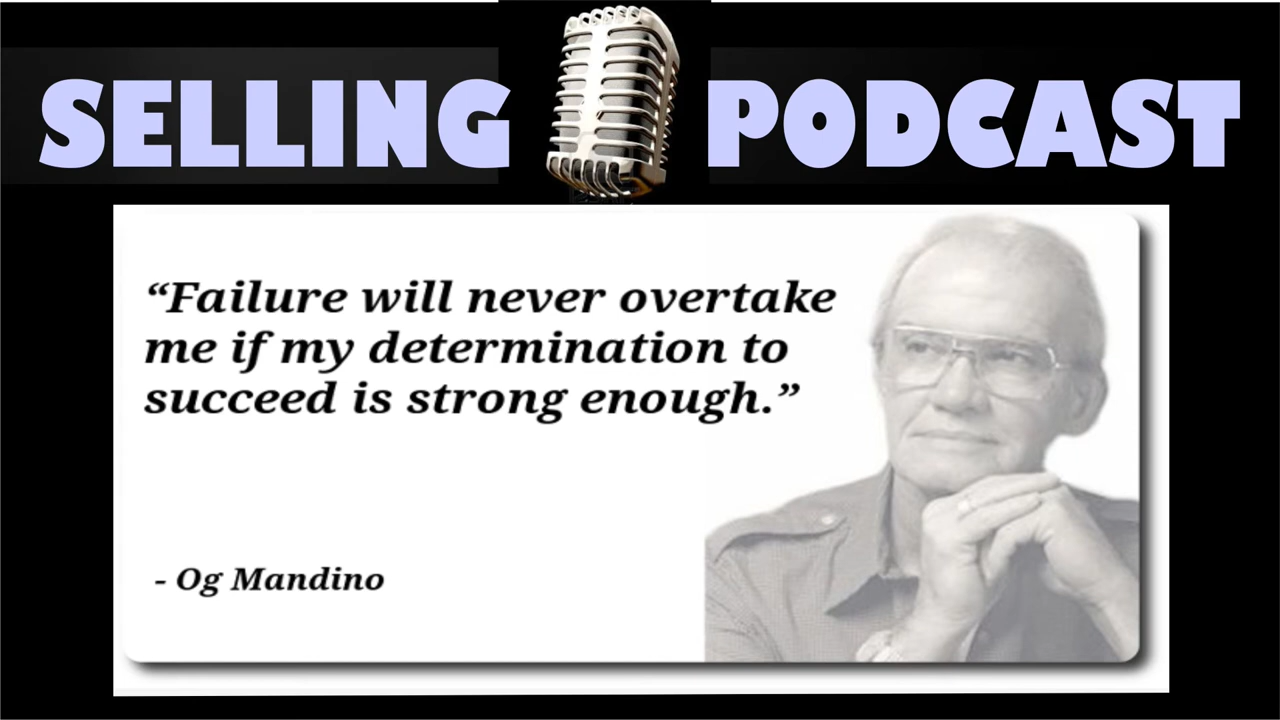 SELLING PODCAST
“Failure will never overtake
me if my determination to
succeed is strong enough.”
- Og Mandino